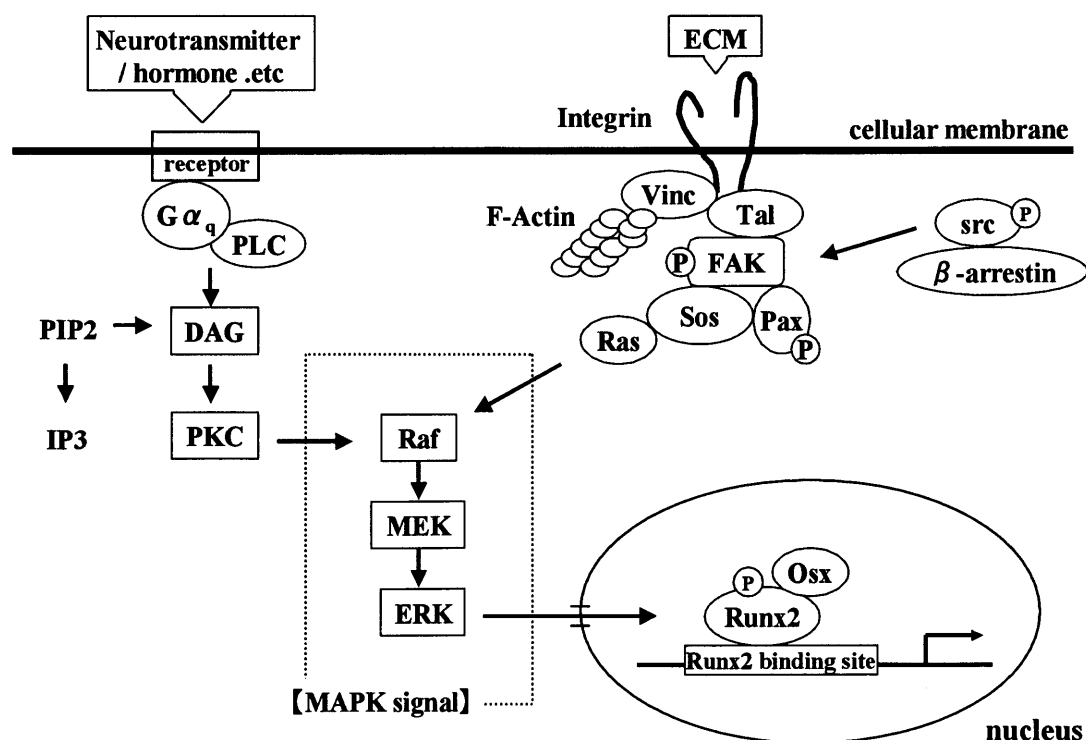 Neurotransmitter
/ hormone .etc
ECM
Integrin
cellular membrane
receptor
Gαq
PLC
Vinc
Tal
F-Actin
src
P
β-arrestin
P
FAK
PIP2
DAG
Sos
Pax
P
Ras
IP3
PKC
Raf
MEK
ERK
P
Osx
Runx2
Runx2 binding site
【MAPK signal】
nucleus